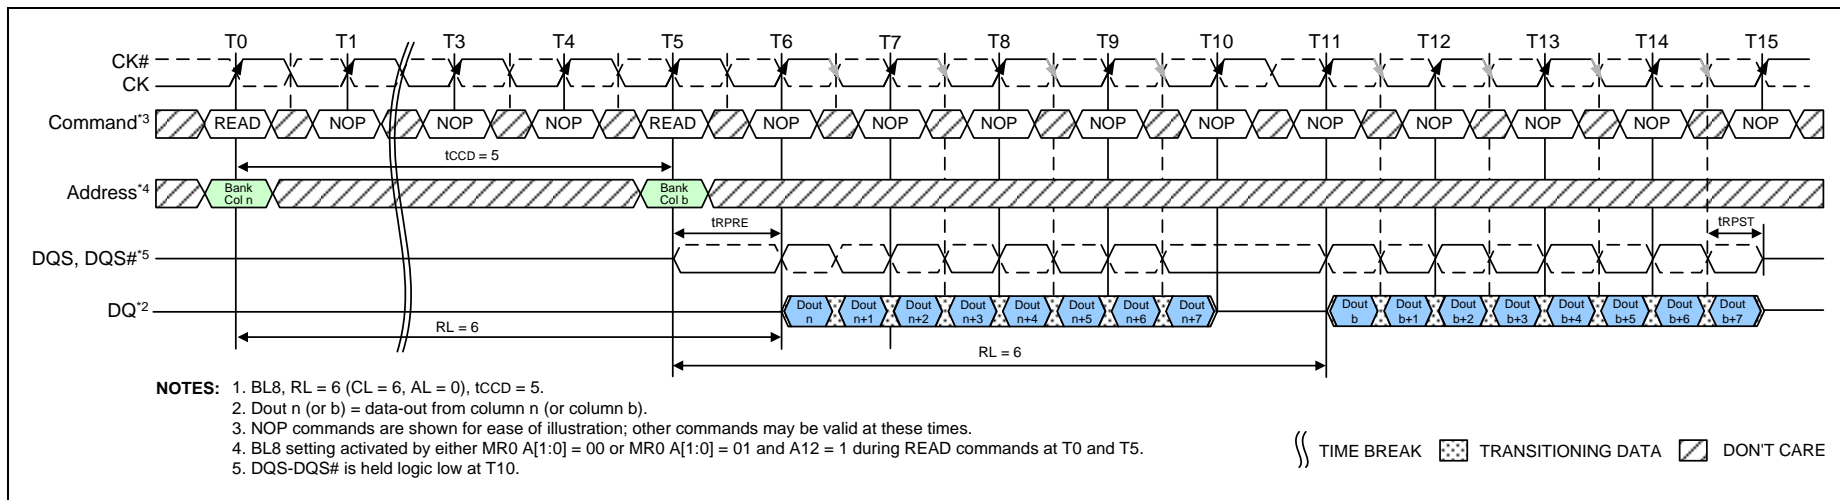 T0 T1 T3 T4 T5 T6 T7 T8 T9 T10 T11 T12 T13 T14 T15
CK#
CK
Command*3 READ NOP NOP NOP READ NOP NOP NOP NOP NOP NOP NOP NOP NOP NOP
tCCD = 5
Address*4 Bank Col n Bank Col b
tRPRE tRPST
DQS, DQS#*5
DQ*2 Dout n Dout n+1 Dout n+2 Dout n+3 Dout n+4 Dout n+5 Dout n+6 Dout n+7 Dout b Dout b+1 Dout b+2 Dout b+3 Dout b+4 Dout b+5 Dout b+6 Dout b+7
RL = 6
RL = 6
NOTES: 1. BL8, RL = 6 (CL = 6, AL = 0), tCCD = 5.
2. Dout n (or b) = data-out from column n (or column b).
3. NOP commands are shown for ease of illustration; other commands may be valid at these times.
4. BL8 setting activated by either MR0 A[1:0] = 00 or MR0 A[1:0] = 01 and A12 = 1 during READ commands at T0 and T5.
5. DQS-DQS# is held logic low at T10.
TIME BREAK TRANSITIONING DATA DON'T CARE